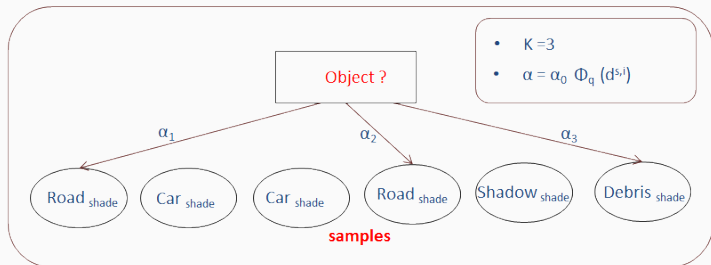 • K =3
• α = α₀ Φq (dˢ,ⁱ)
Object ?
α₁ α₂ α₃
Road shade Car shade Car shade Road shade Shadow shade Debris shade
samples